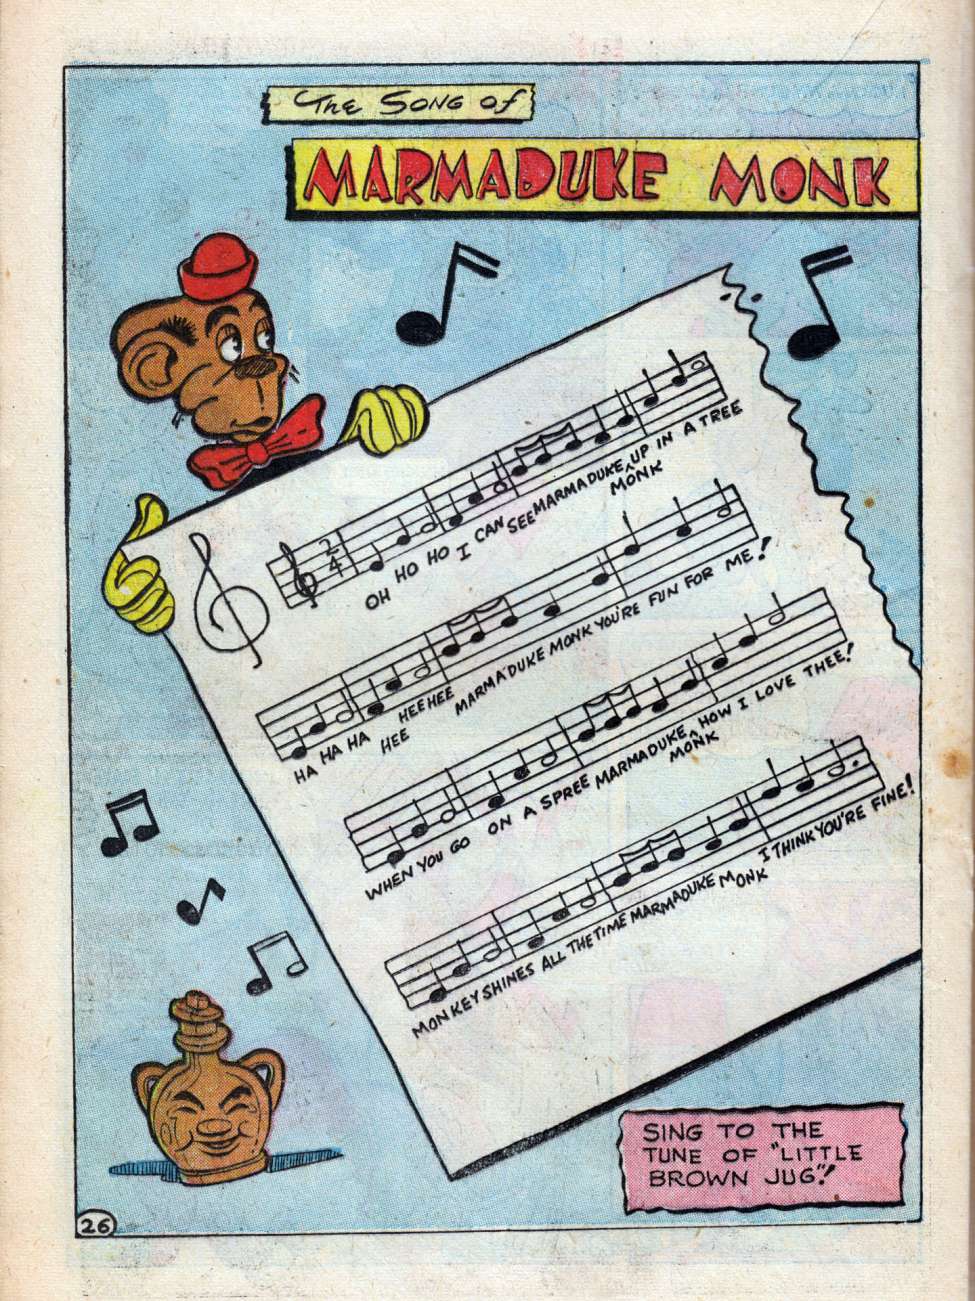 The SONG of
MARMADUKE MONK
2/4
OH HO HO I CAN SEE MARMADUKE MONK UP IN A TREE
HA HA HA HEE HEE HEE MARMADUKE MONK YOU'RE FUN FOR ME!
WHEN YOU GO ON A SPREE MARMADUKE MONK HOW I LOVE THEE!
MONKEY SHINES ALL THE TIME MARMADUKE MONK I THINK YOU'RE FINE!
SING TO THE
TUNE OF "LITTLE
BROWN JUG"!
26